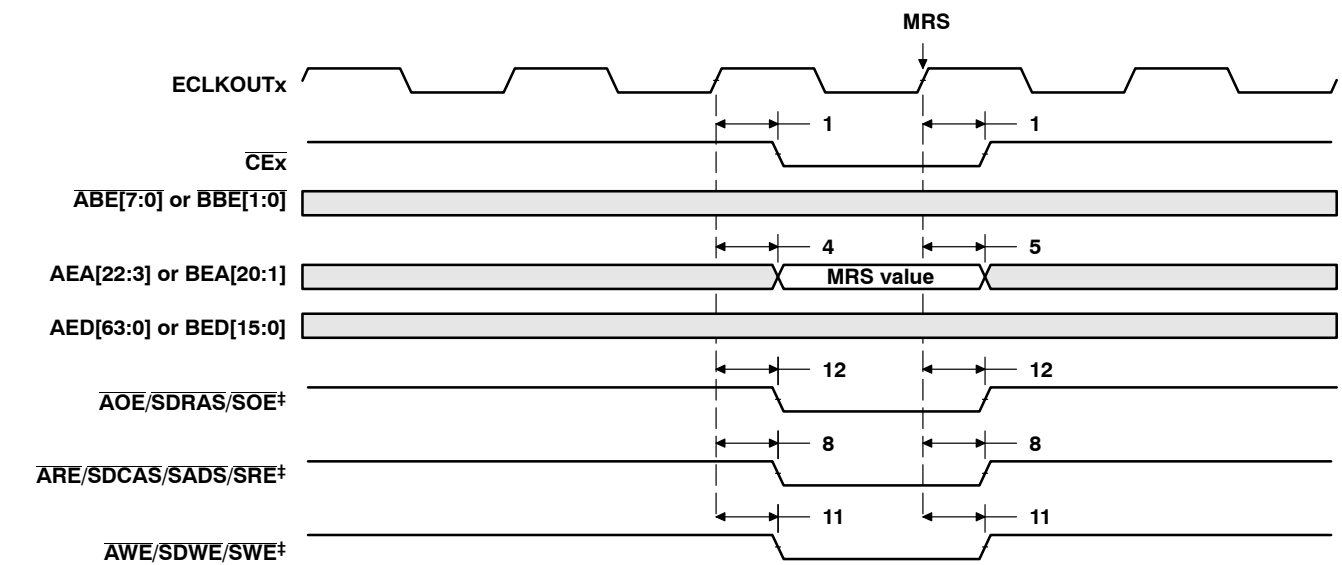 MRS
ECLKOUTx
1 1
CEx
ABE[7:0] or BBE[1:0]
4 5
AEA[22:3] or BEA[20:1] MRS value
AED[63:0] or BED[15:0]
12 12
AOE/SDRAS/SOE‡
8 8
ARE/SDCAS/SADS/SRE‡
11 11
AWE/SDWE/SWE‡